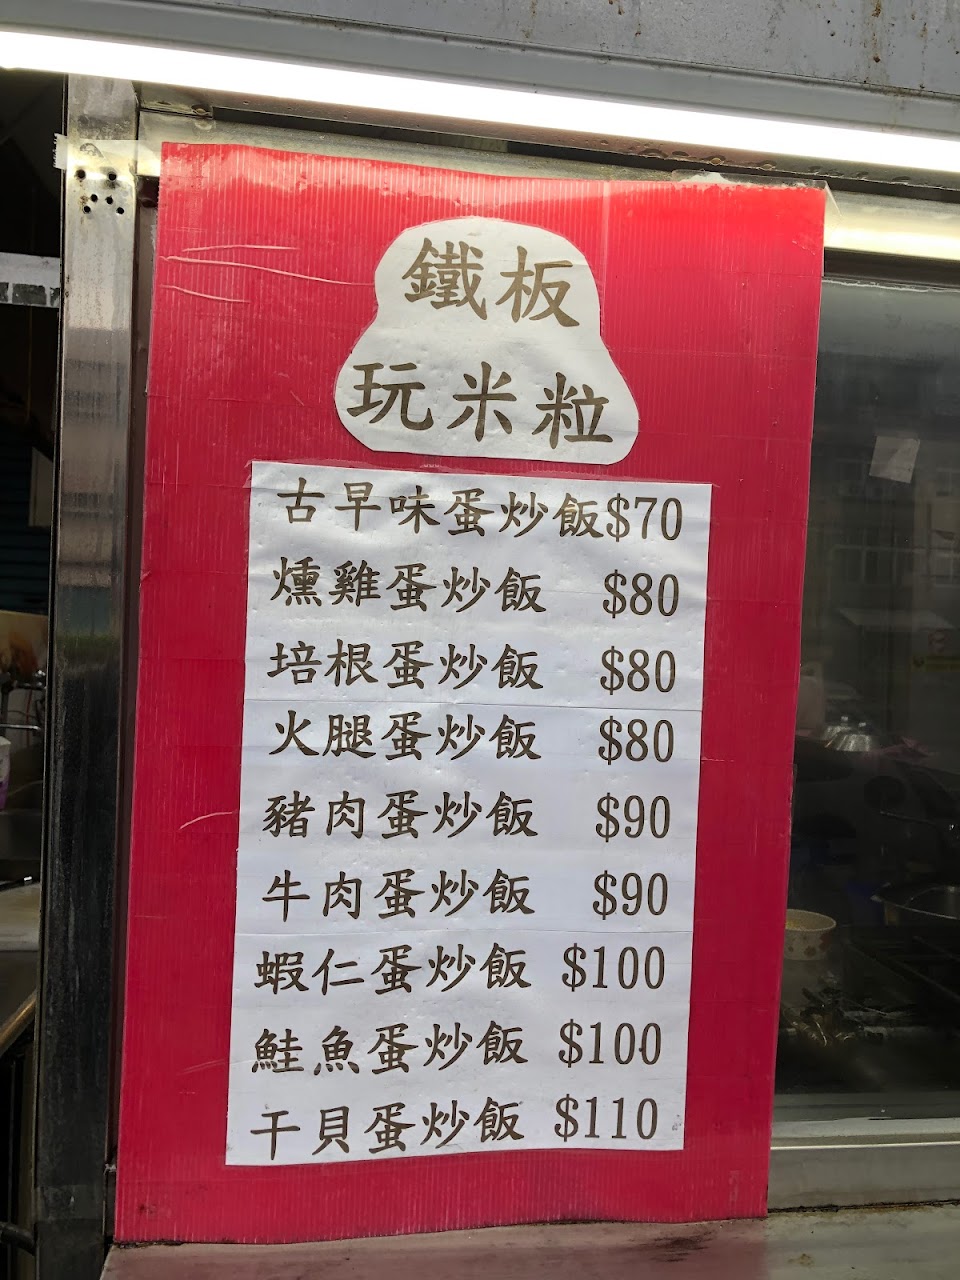 鐵板
玩米粒
古早味蛋炒飯$70
燻雞蛋炒飯 $80
培根蛋炒飯 $80
火腿蛋炒飯 $80
豬肉蛋炒飯 $90
牛肉蛋炒飯 $90
蝦仁蛋炒飯 $100
鮭魚蛋炒飯 $100
干貝蛋炒飯 $110